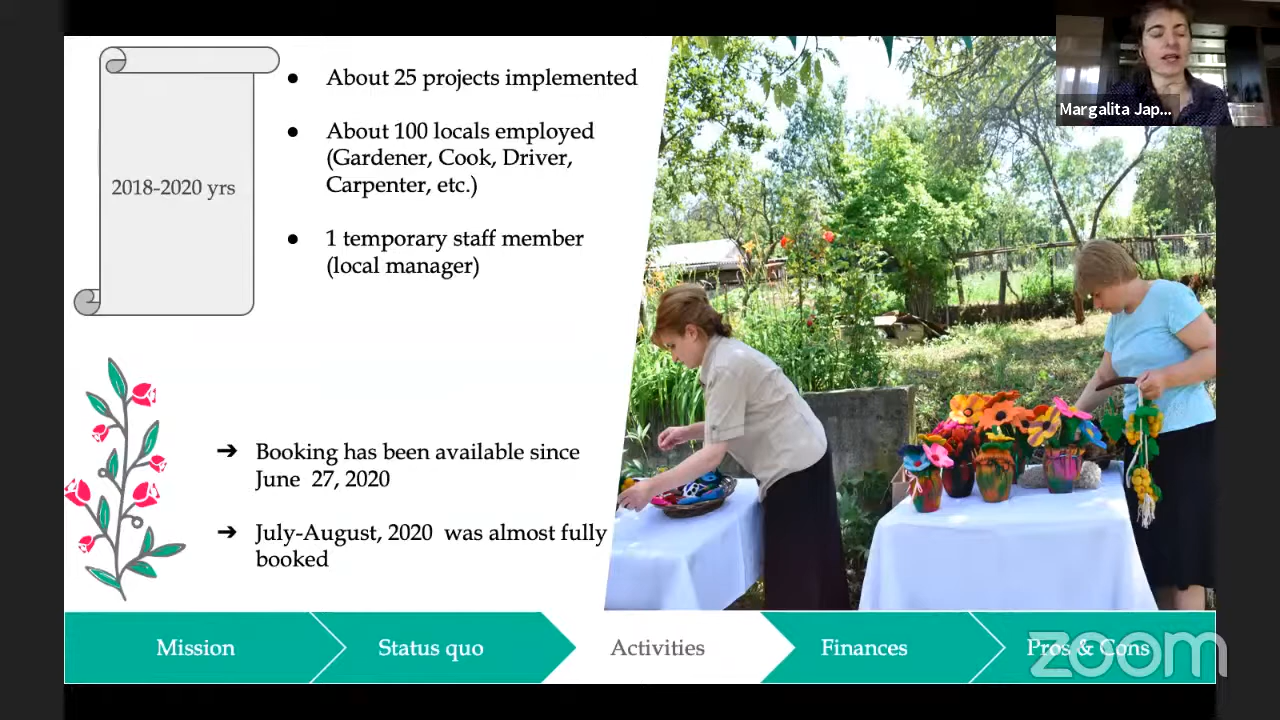 Margalita Jap...
2018-2020 yrs
● About 25 projects implemented
● About 100 locals employed
(Gardener, Cook, Driver,
Carpenter, etc.)
● 1 temporary staff member
(local manager)
➔ Booking has been available since
June 27, 2020
➔ July-August, 2020 was almost fully
booked
Mission
Status quo
Activities
Finances
Pros & Cons
zoom